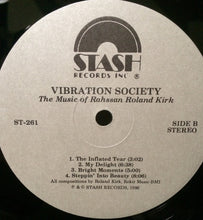 STASH
RECORDS INC ®
VIBRATION SOCIETY
The Music of Rahssan Roland Kirk
ST-261
SIDE B
STEREO
1. The Inflated Tear (3:02)
2. My Delight (6:38)
3. Bright Moments (5:00)
4. Steppin' Into Beauty (8:06)
All compositions by Roland Kirk, Rokir Music BMI
℗ & © STASH RECORDS, 1986